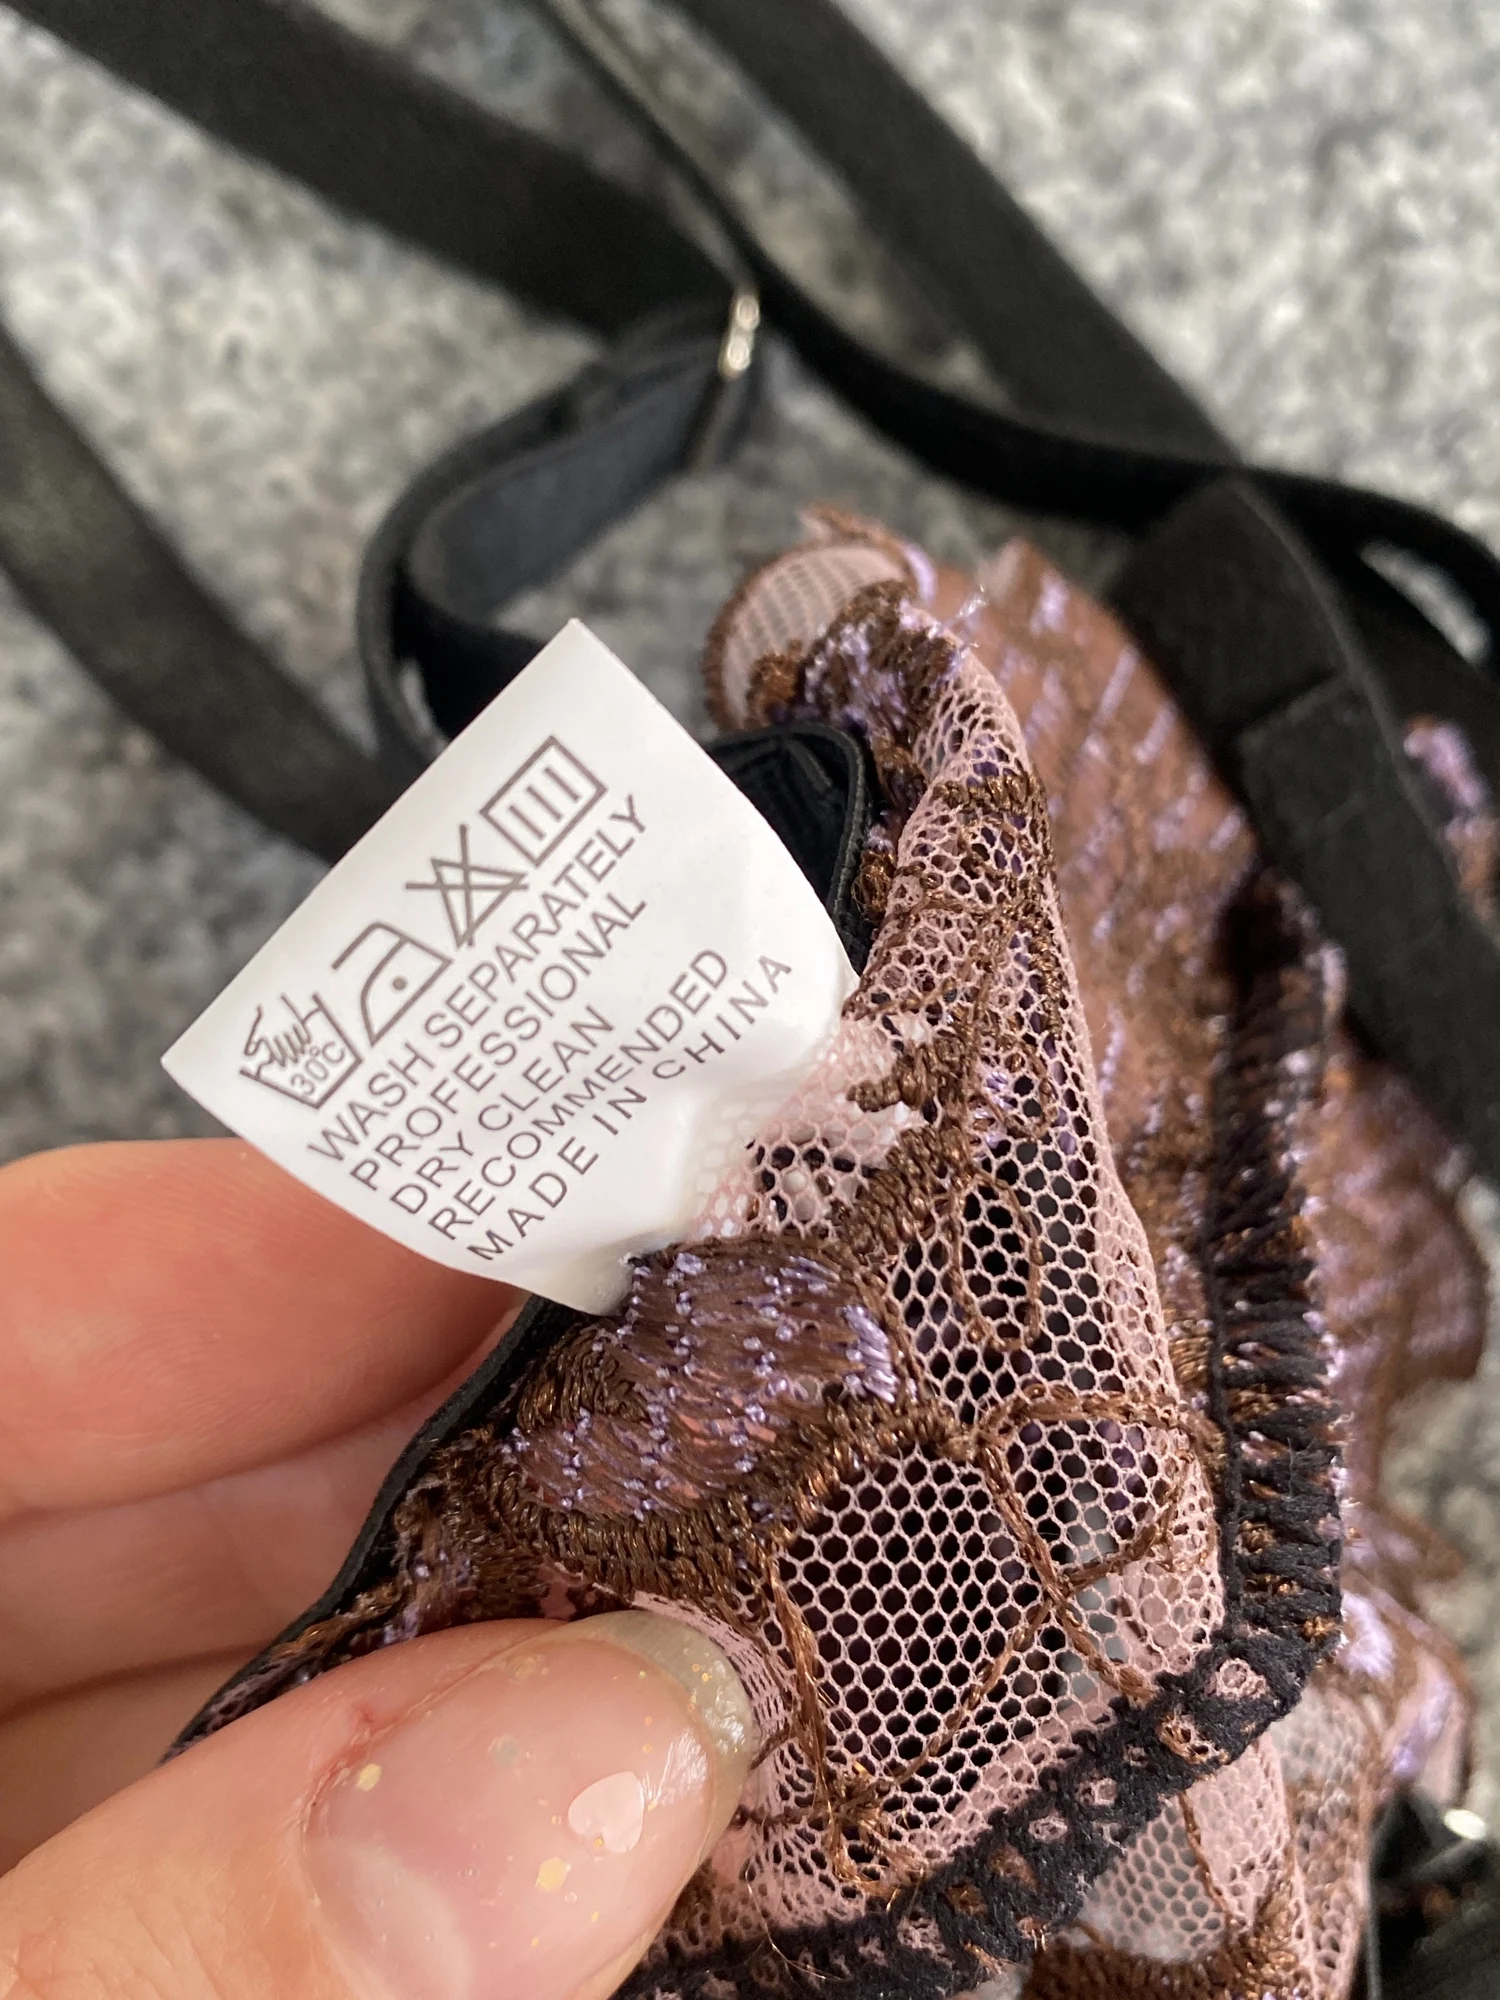 30°C
WASH SEPARATELY
PROFESSIONAL
DRY CLEAN
RECOMMENDED
MADE IN CHINA